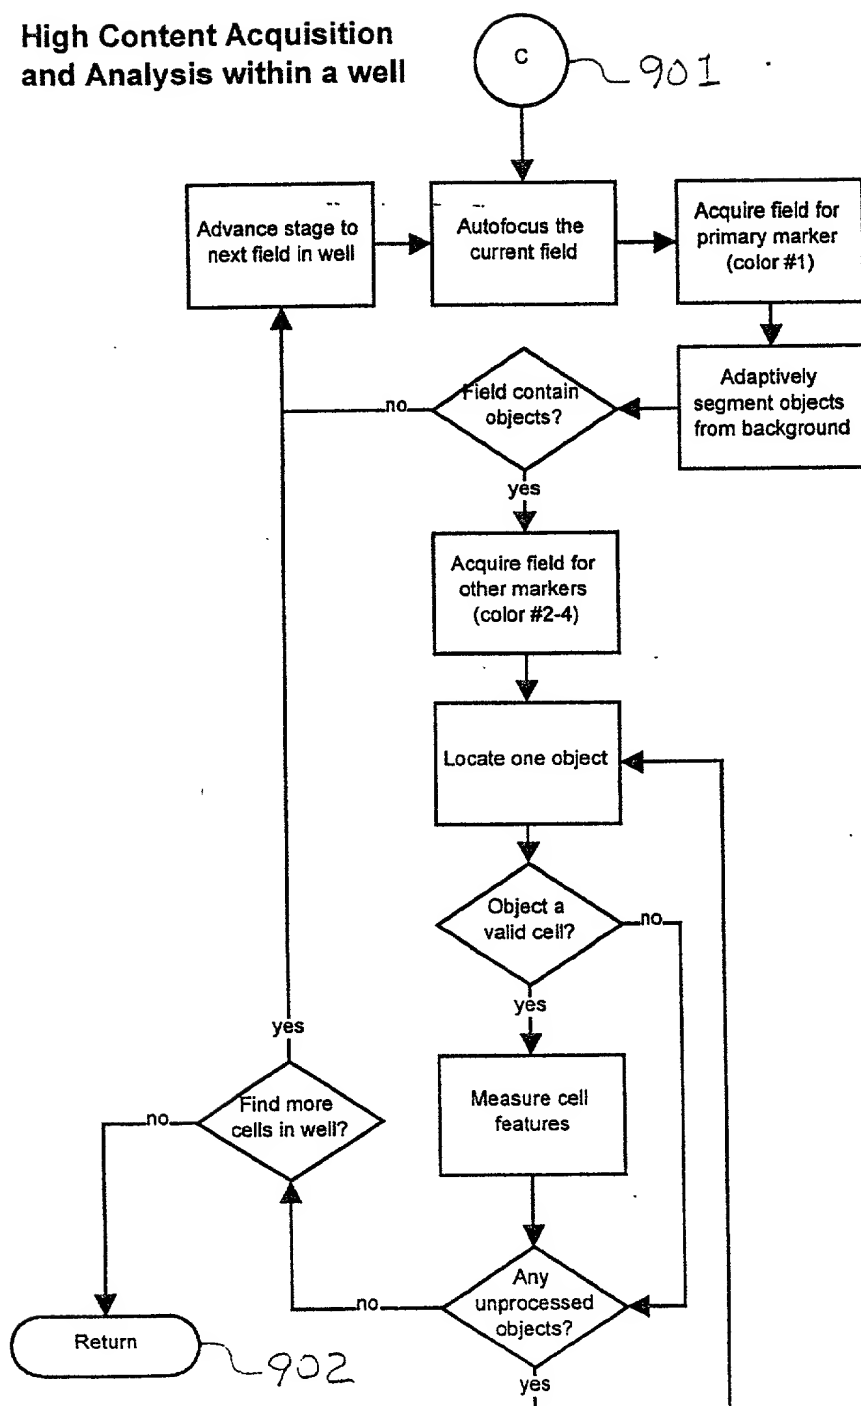 High Content Acquisition
and Analysis within a well
C
901
Advance stage to
next field in well
Autofocus the
current field
Acquire field for
primary marker
(color #1)
Adaptively
segment objects
from background
Field contain
objects?
no
yes
Acquire field for
other markers
(color #2-4)
Locate one object
Object a
valid cell?
no
yes
Measure cell
features
yes
Find more
cells in well?
no
Any
unprocessed
objects?
no
yes
Return
902